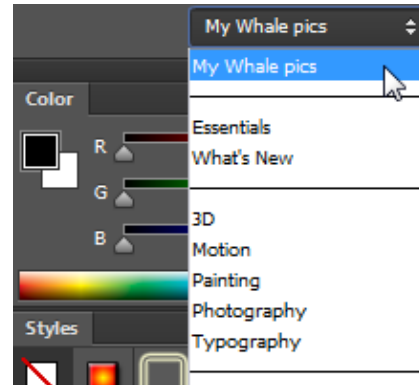 My Whale pics
My Whale pics
Color
Essentials
R
What's New
G
3D
B
Motion
Painting
Photography
Styles
Typography